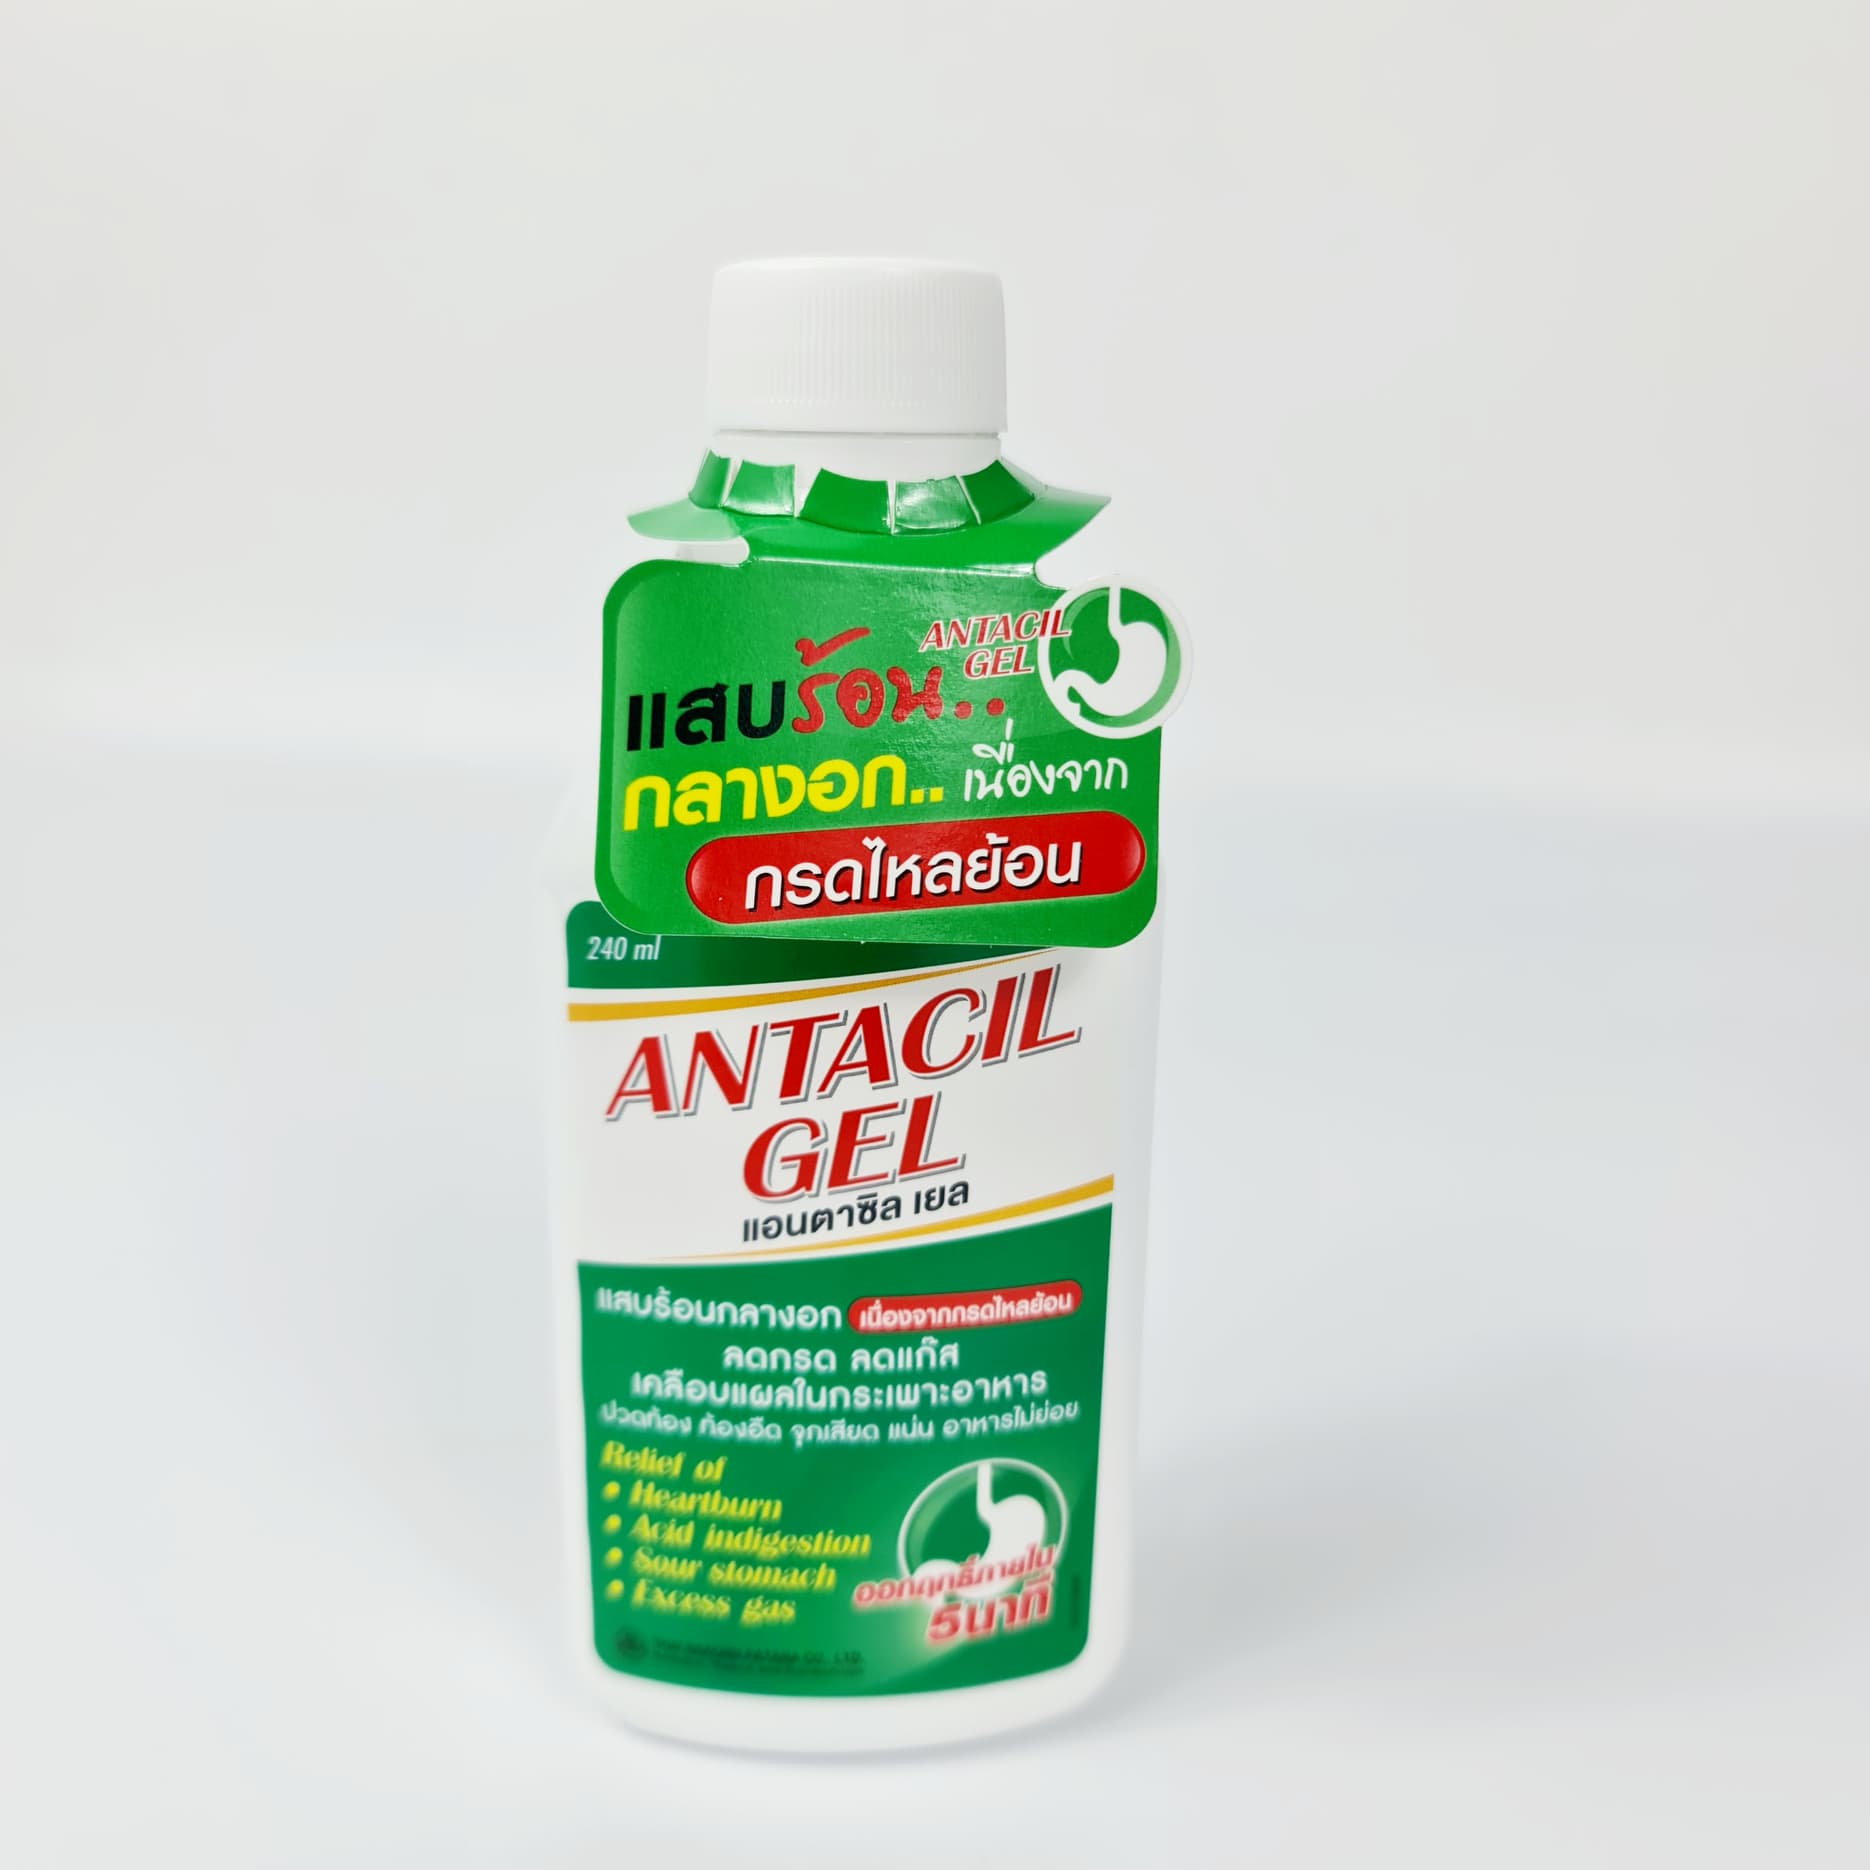 ANTACIL
GEL
แสบร้อน..
กลางอก.. เนื่องจาก
กรดไหลย้อน
240 ml
ANTACIL
GEL
แอนตาซิล เยล
แสบร้อนกลางอก เนื่องจากกรดไหลย้อน
ลดกรด ลดแก๊ส
เคลือบแผลในกระเพาะอาหาร
ปวดท้อง ท้องอืด จุกเสียด แน่น อาหารไม่ย่อย
Relief of
• Heartburn
• Acid indigestion
• Sour stomach
• Excess gas
ออกฤทธิ์ภายใน
5นาที
CO., LTD.